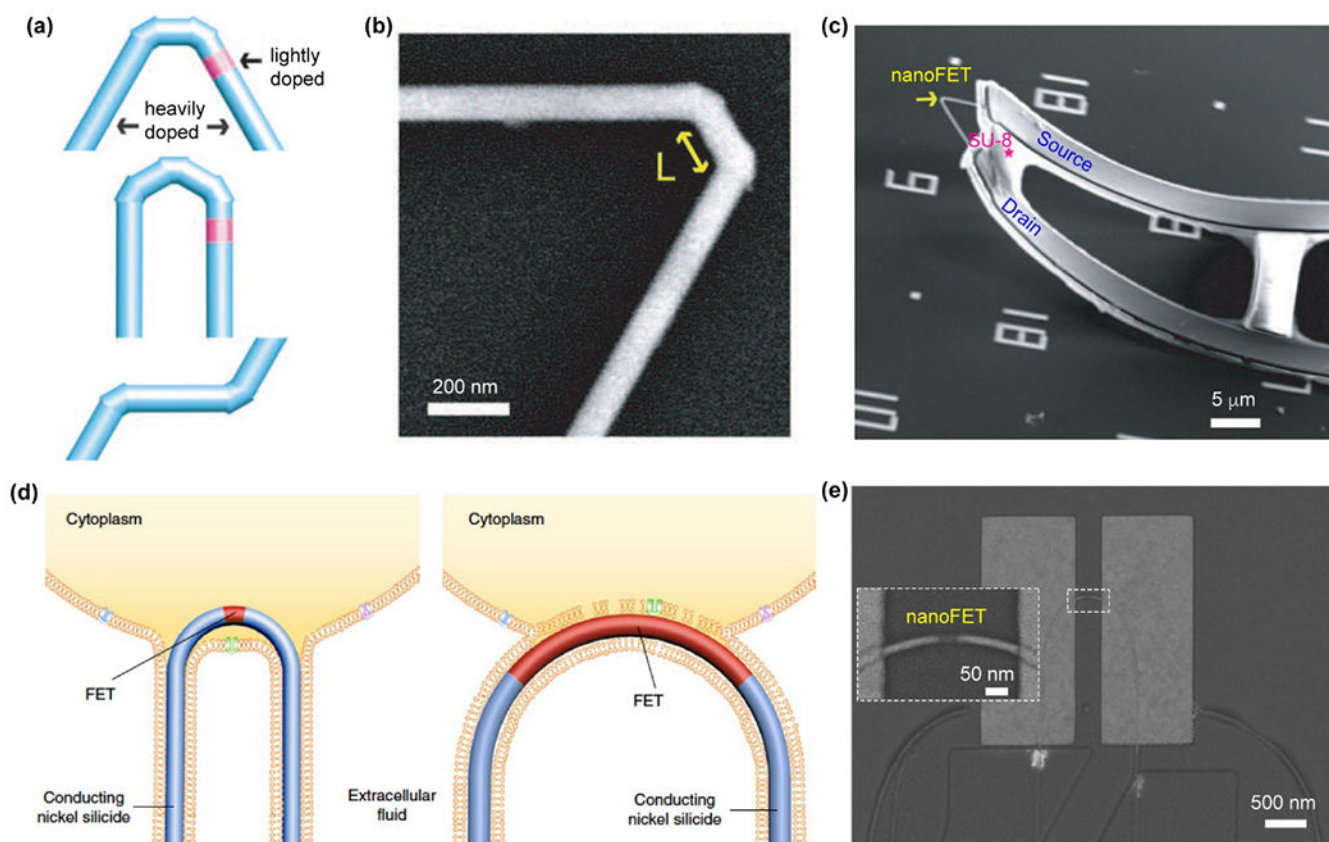 (a)
lightly
doped
heavily
doped
(b)
L
200 nm
(c)
nanoFET
SU-8
Source
Drain
5 μm
(d)
Cytoplasm
FET
Conducting
nickel silicide
Extracellular
fluid
Cytoplasm
FET
Conducting
nickel silicide
(e)
nanoFET
50 nm
500 nm